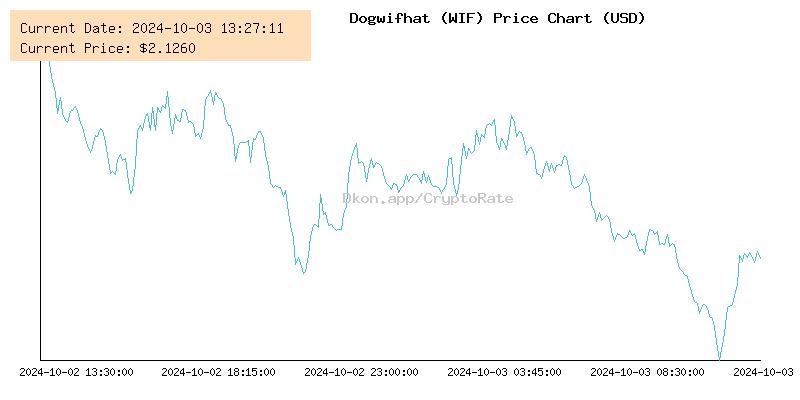 Dogwifhat (WIF) Price Chart (USD)
Current Date: 2024-10-03 13:27:11
Current Price: $2.1260
Dkon.app/CryptoRate
2024-10-02 13:30:00 2024-10-02 18:15:00 2024-10-02 23:00:00 2024-10-03 03:45:00 2024-10-03 08:30:00 2024-10-03